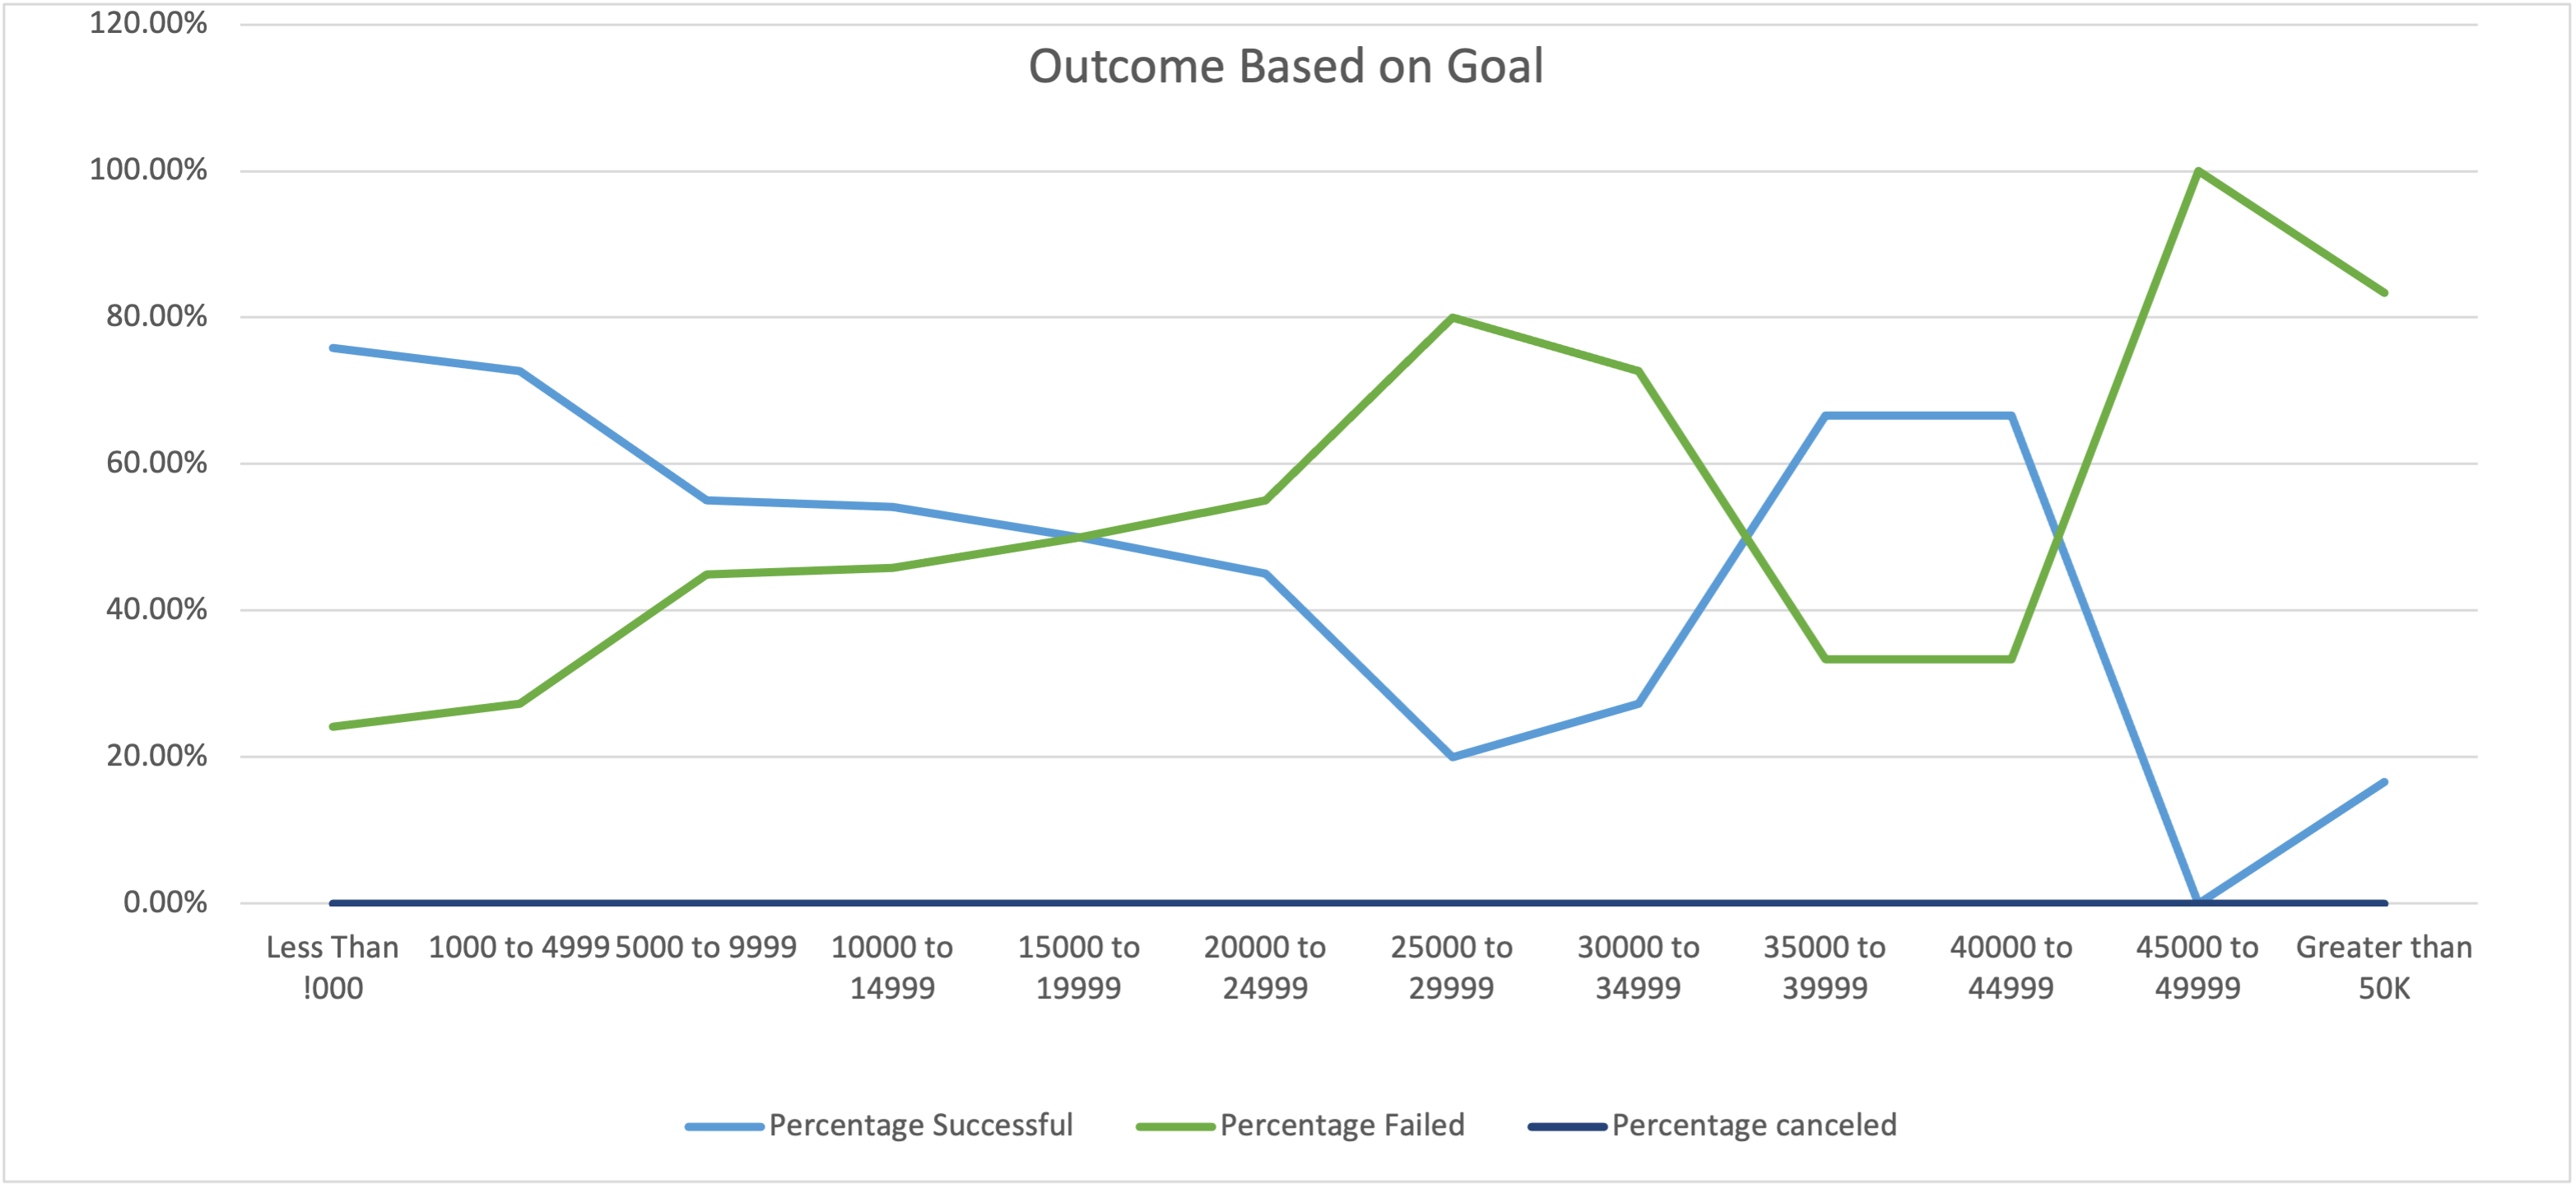 Outcome Based on Goal
120.00%
100.00%
80.00%
60.00%
40.00%
20.00%
0.00%
Less Than
!000
1000 to 4999
5000 to 9999
10000 to
14999
15000 to
19999
20000 to
24999
25000 to
29999
30000 to
34999
35000 to
39999
40000 to
44999
45000 to
49999
Greater than
50K
Percentage Successful
Percentage Failed
Percentage canceled